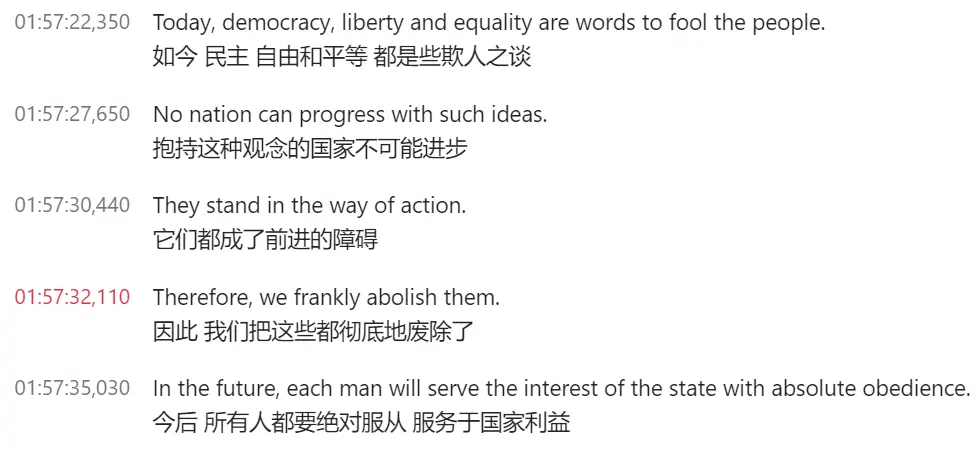 01:57:22,350 Today, democracy, liberty and equality are words to fool the people.
如今 民主 自由和平等 都是些欺人之谈
01:57:27,650 No nation can progress with such ideas.
抱持这种观念的国家不可能进步
01:57:30,440 They stand in the way of action.
它们都成了前进的障碍
01:57:32,110 Therefore, we frankly abolish them.
因此 我们把这些都彻底地废除了
01:57:35,030 In the future, each man will serve the interest of the state with absolute obedience.
今后 所有人都要绝对服从 服务于国家利益